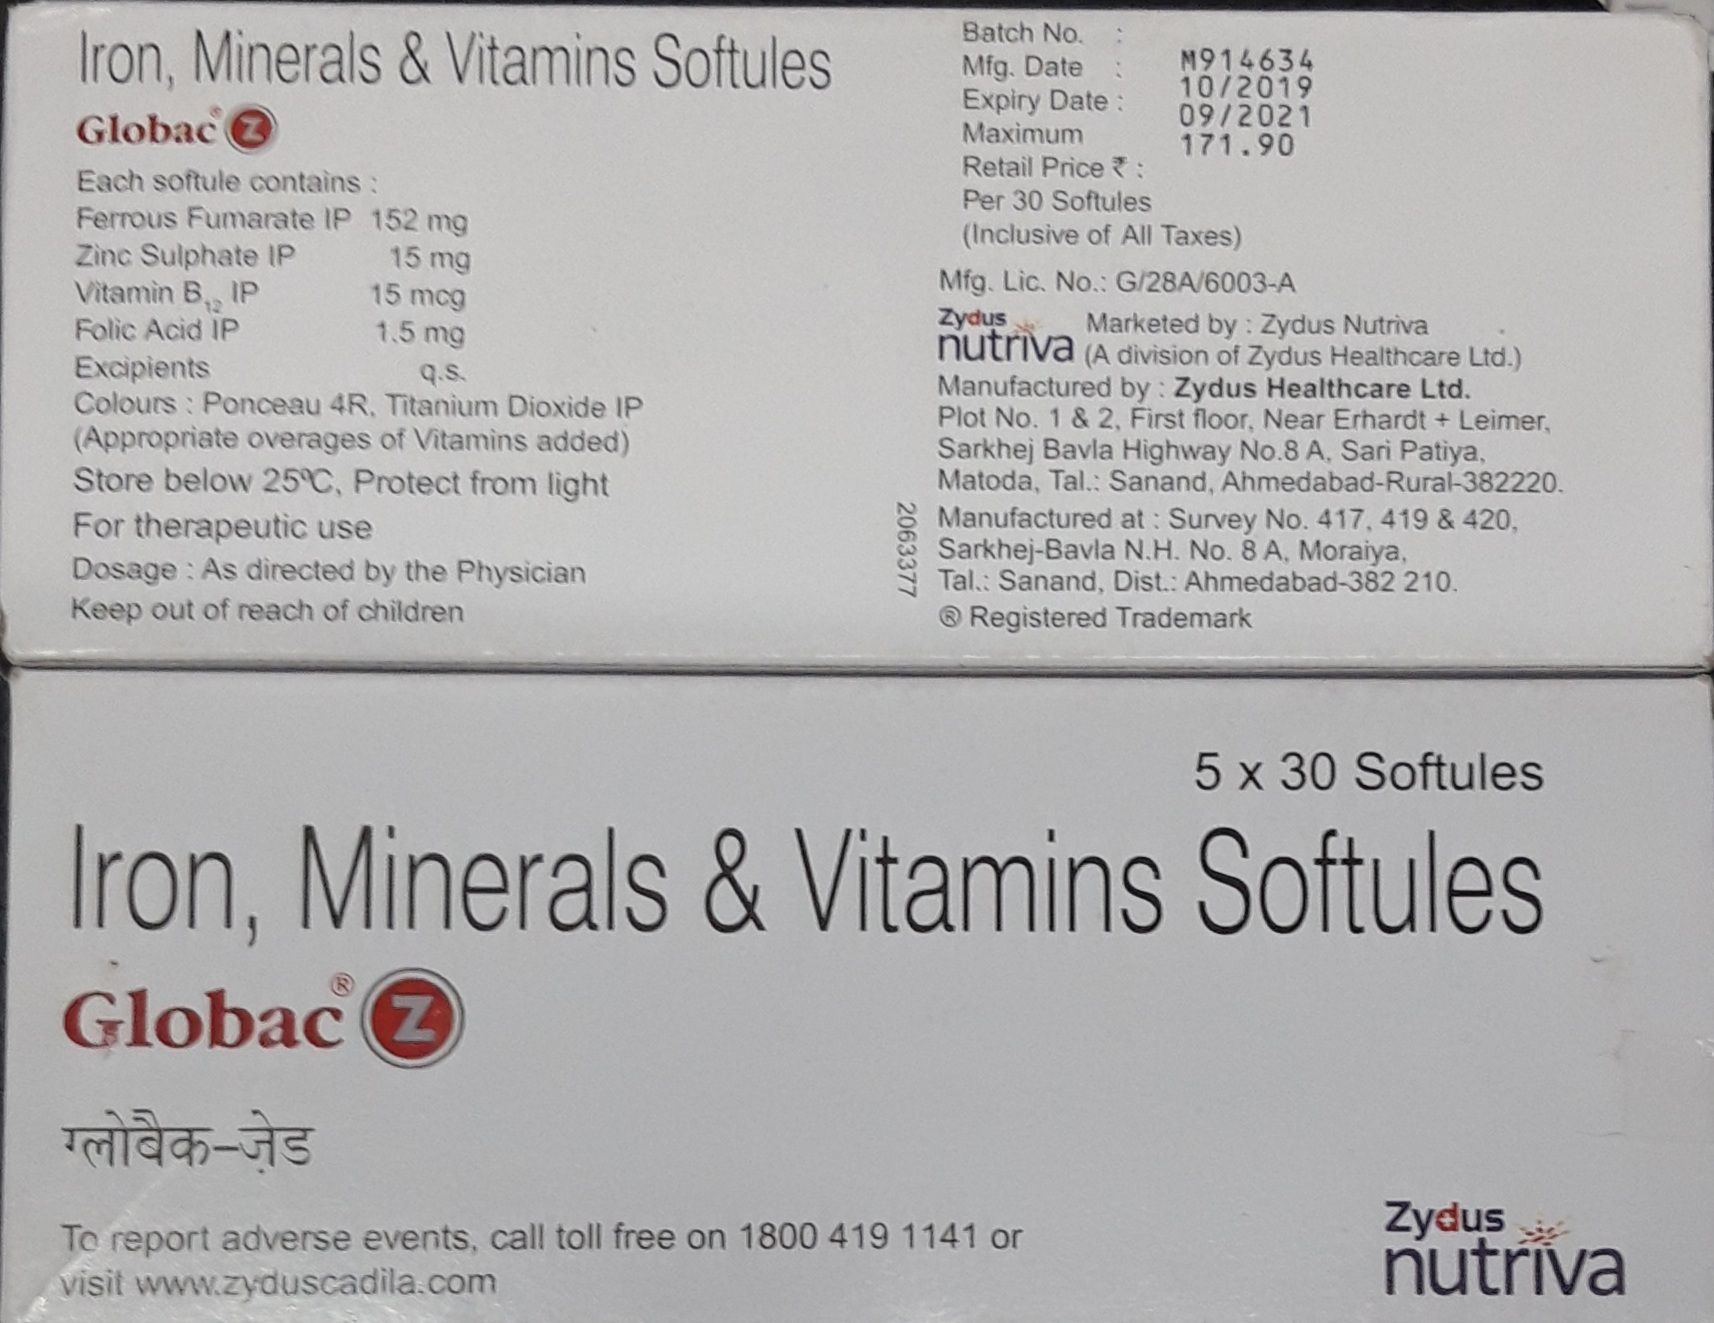 Iron, Minerals & Vitamins Softules
Globac® Z
Each softule contains :
Ferrous Fumarate IP 152 mg
Zinc Sulphate IP 15 mg
Vitamin B12 IP 15 mcg
Folic Acid IP 1.5 mg
Excipients q.s.
Colours : Ponceau 4R, Titanium Dioxide IP
(Appropriate overages of Vitamins added)
Store below 25ºC, Protect from light
For therapeutic use
Dosage : As directed by the Physician
Keep out of reach of children
Batch No. : M914634
Mfg. Date : 10/2019
Expiry Date : 09/2021
Maximum 171.90
Retail Price ₹ :
Per 30 Softules
(Inclusive of All Taxes)
Mfg. Lic. No.: G/28A/6003-A
Zydus
nutriva
Marketed by : Zydus Nutriva
(A division of Zydus Healthcare Ltd.)
Manufactured by : Zydus Healthcare Ltd.
Plot No. 1 & 2, First floor, Near Erhardt + Leimer,
Sarkhej Bavla Highway No.8 A, Sari Patiya,
Matoda, Tal.: Sanand, Ahmedabad-Rural-382220.
Manufactured at : Survey No. 417, 419 & 420,
Sarkhej-Bavla N.H. No. 8 A, Moraiya,
Tal.: Sanand, Dist.: Ahmedabad-382 210.
® Registered Trademark
2063377
5 x 30 Softules
Iron, Minerals & Vitamins Softules
Globac® Z
ग्लोबैक-ज़ेड
To report adverse events, call toll free on 1800 419 1141 or
visit www.zyduscadila.com
Zydus
nutriva